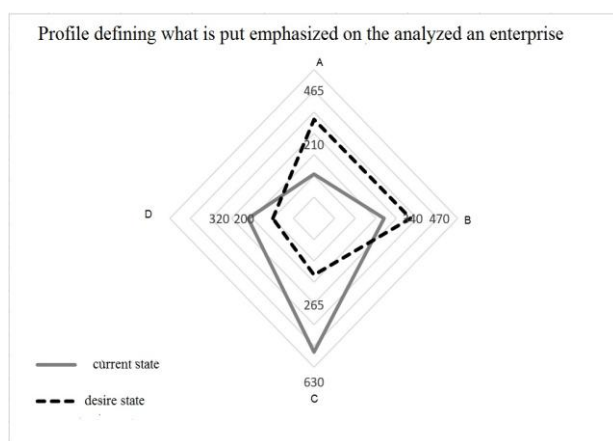 Profile defining what is put emphasized on the analyzed an enterprise
A
465
210
D
320 200
40 470
B
265
630
C
current state
desire state